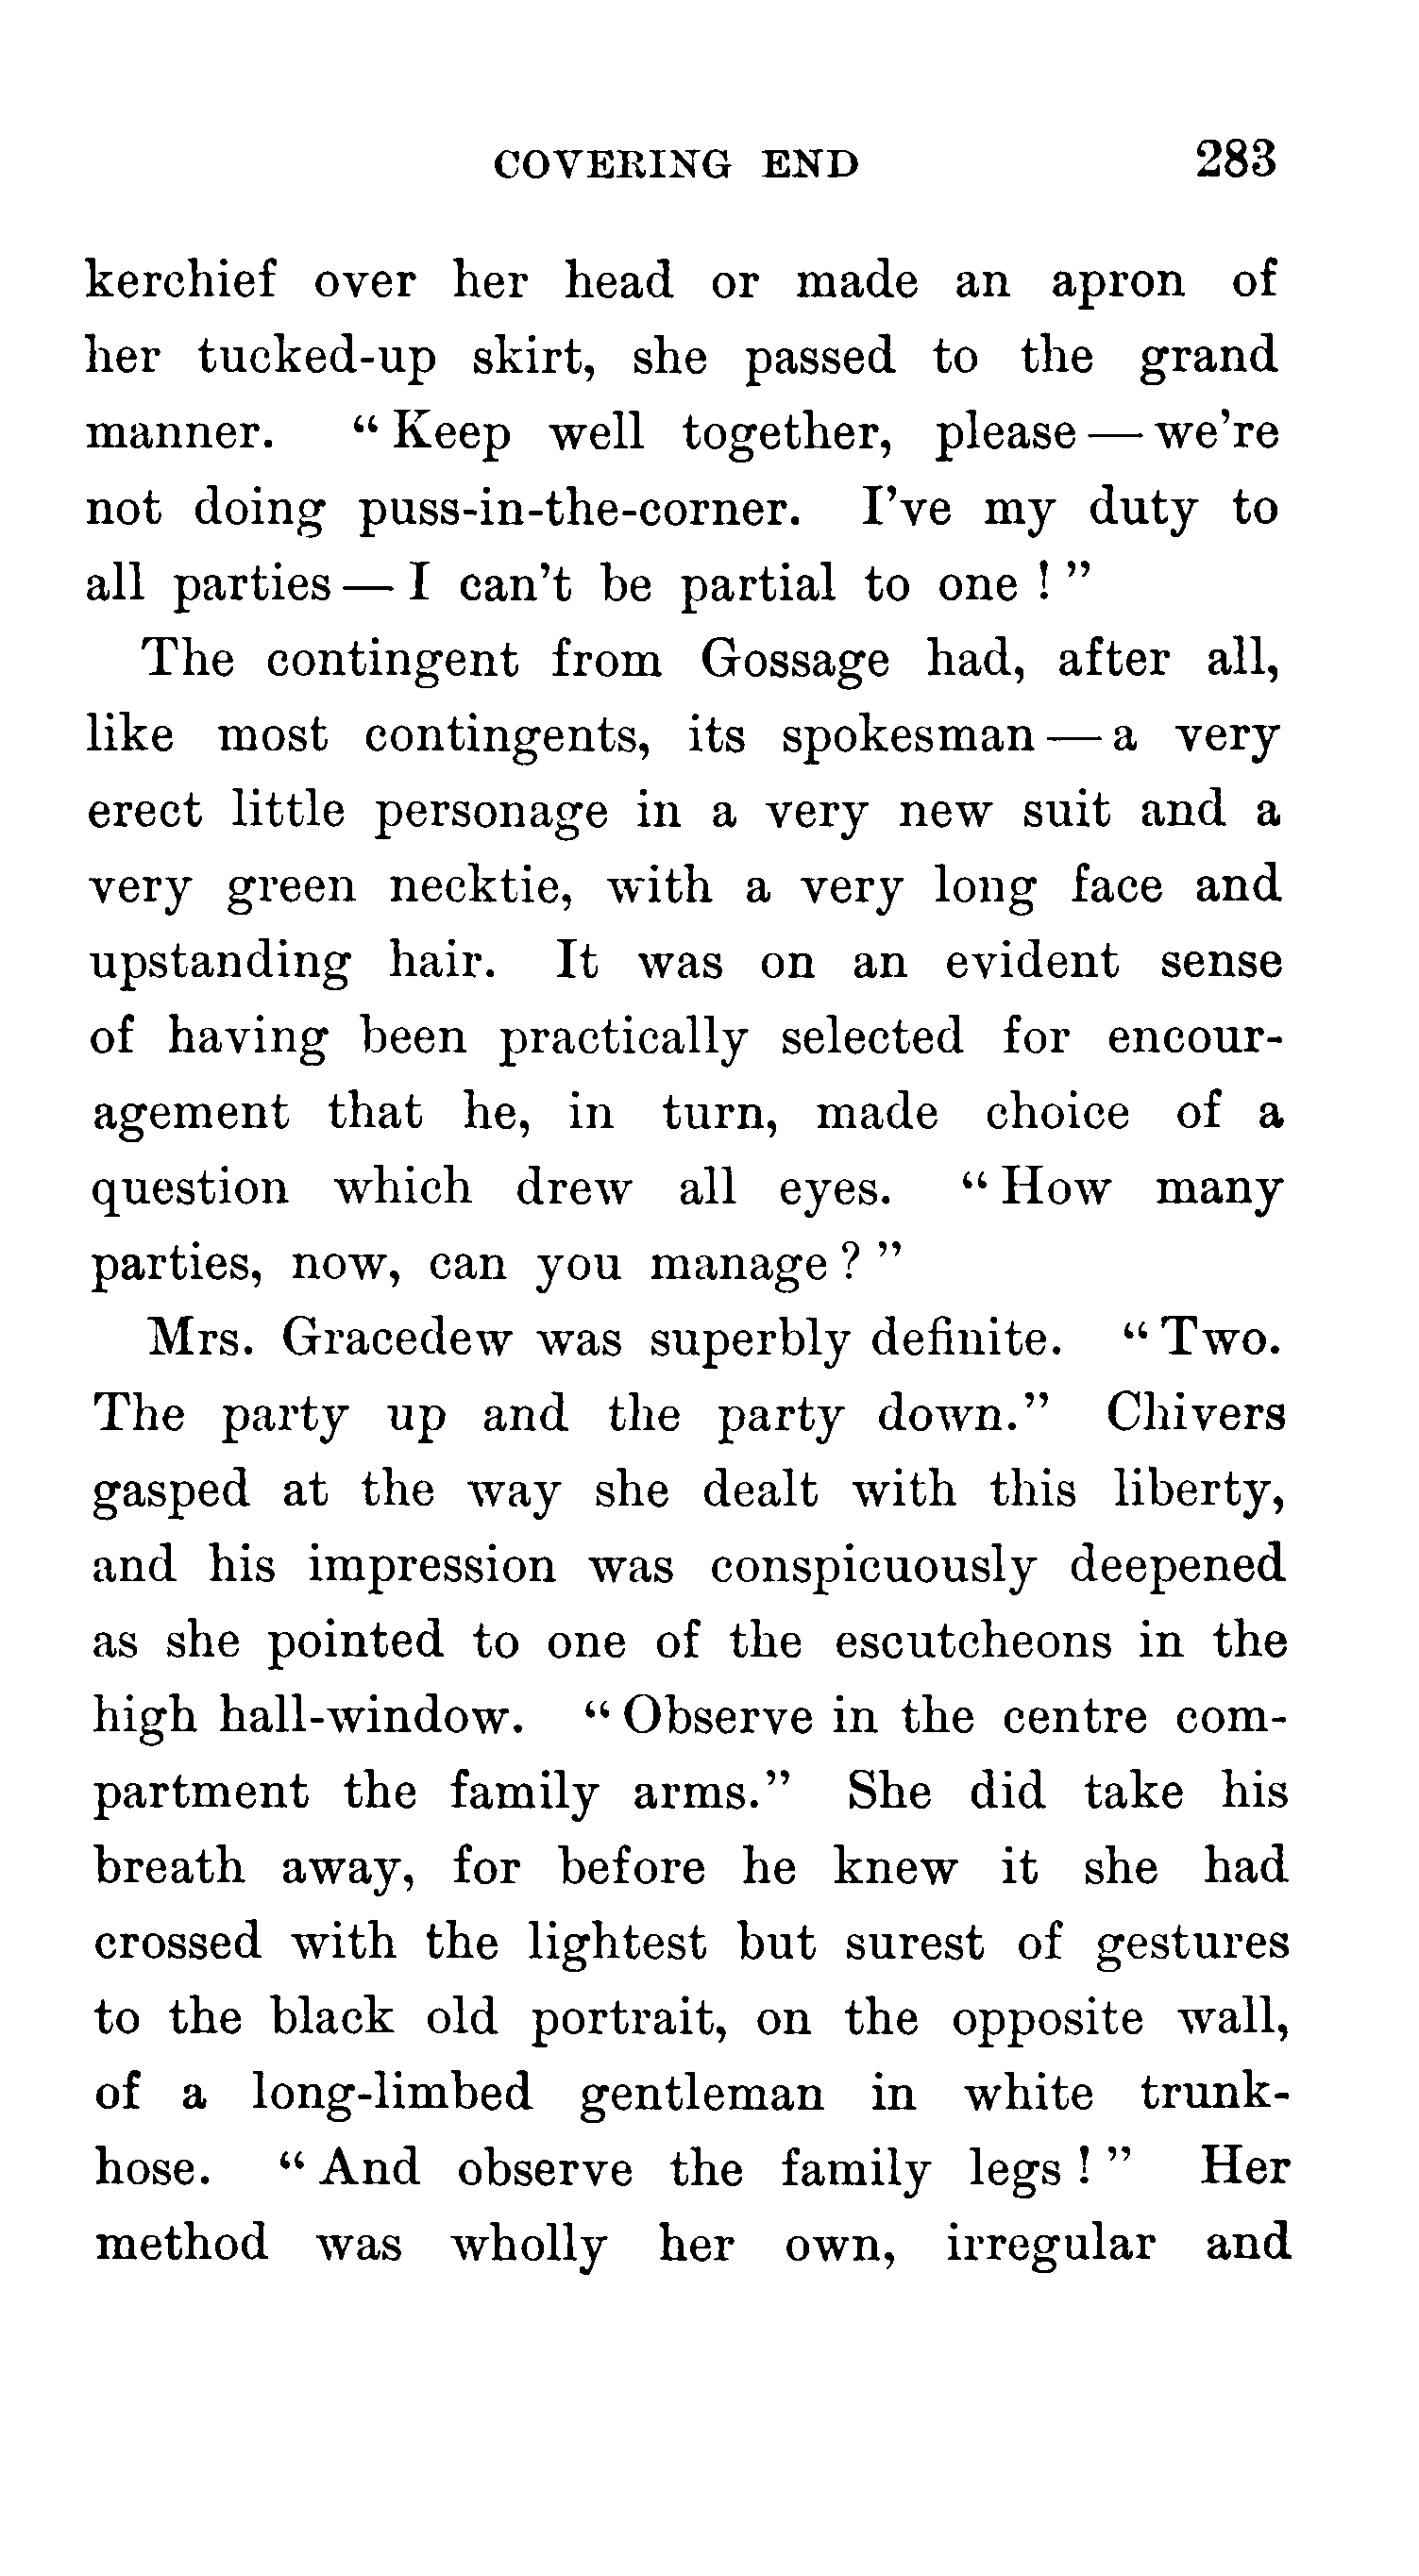 COVERING END 283
kerchief over her head or made an apron of
her tucked-up skirt, she passed to the grand
manner. “Keep well together, please — we're
not doing puss-in-the-corner. I've my duty to
all parties — I can't be partial to one!”
The contingent from Gossage had, after all,
like most contingents, its spokesman — a very
erect little personage in a very new suit and a
very green necktie, with a very long face and
upstanding hair. It was on an evident sense
of having been practically selected for encour-
agement that he, in turn, made choice of a
question which drew all eyes. “How many
parties, now, can you manage?”
Mrs. Gracedew was superbly definite. “Two.
The party up and the party down.” Chivers
gasped at the way she dealt with this liberty,
and his impression was conspicuously deepened
as she pointed to one of the escutcheons in the
high hall-window. “Observe in the centre com-
partment the family arms.” She did take his
breath away, for before he knew it she had
crossed with the lightest but surest of gestures
to the black old portrait, on the opposite wall,
of a long-limbed gentleman in white trunk-
hose. “And observe the family legs!” Her
method was wholly her own, irregular and